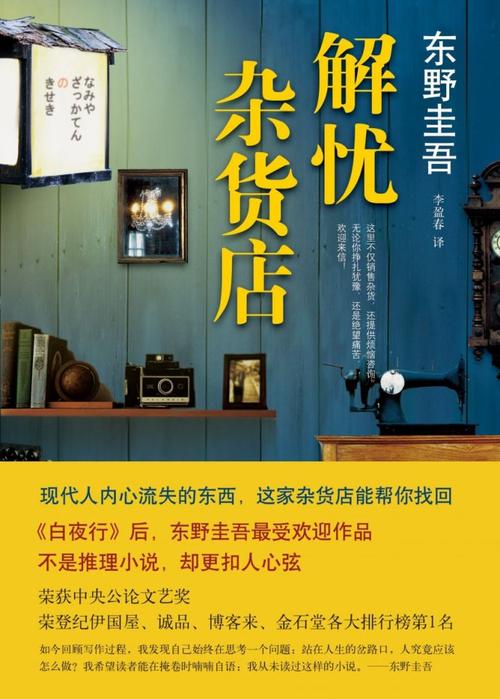 なみや
ざっかてん
の
きせき
解忧
杂货店
东野圭吾
李盈春 译
这里不仅销售杂货，还提供烦恼咨询。
无论你挣扎犹豫，还是绝望痛苦，
欢迎来信！
现代人内心流失的东西，这家杂货店能帮你找回
《白夜行》后，东野圭吾最受欢迎作品
不是推理小说，却更扣人心弦
荣获中央公论文艺奖
荣登纪伊国屋、诚品、博客来、金石堂各大排行榜第1名
如今回顾写作过程，我发现自己始终在思考一个问题：站在人生的岔路口，人究竟应该
怎么做？我希望读者能在掩卷时喃喃自语：我从未读过这样的小说。——东野圭吾